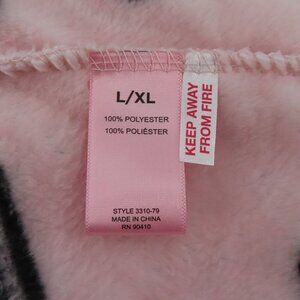 L/XL
100% POLYESTER
100% POLIÉSTER
STYLE 3310-79
MADE IN CHINA
RN 90410
KEEP AWAY
FROM FIRE